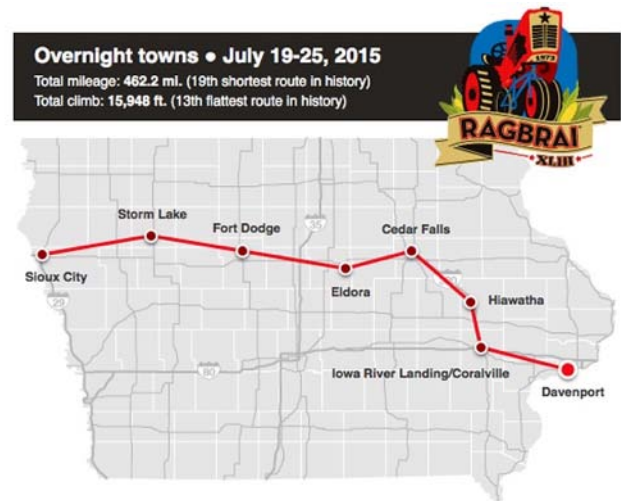 Overnight towns ● July 19-25, 2015
Total mileage: 462.2 mi. (19th shortest route in history)
Total climb: 15,948 ft. (13th flattest route in history)
1973
RAGBRAI
XLIII
Storm Lake
Fort Dodge
35
Cedar Falls
Sioux City
Eldora
29
Hiawatha
80
Iowa River Landing/Coralville
Davenport